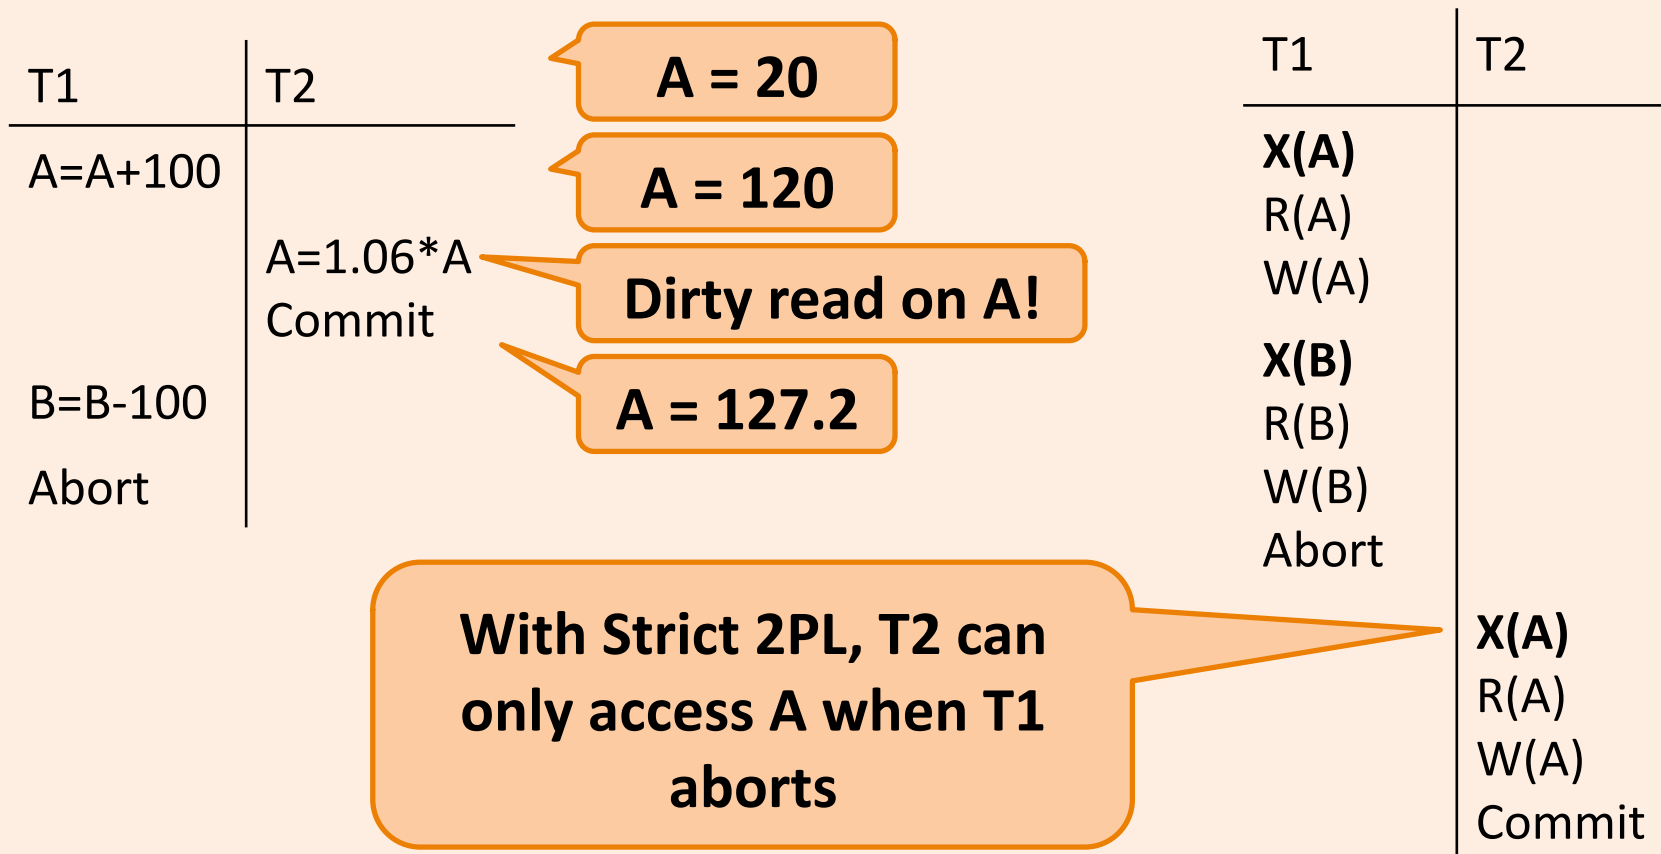 T1
T2
A=A+100
A=1.06*A
Commit
B=B-100
Abort
A = 20
A = 120
Dirty read on A!
A = 127.2
T1
T2
X(A)
R(A)
W(A)
X(B)
R(B)
W(B)
Abort
X(A)
R(A)
W(A)
Commit
With Strict 2PL, T2 can
only access A when T1
aborts